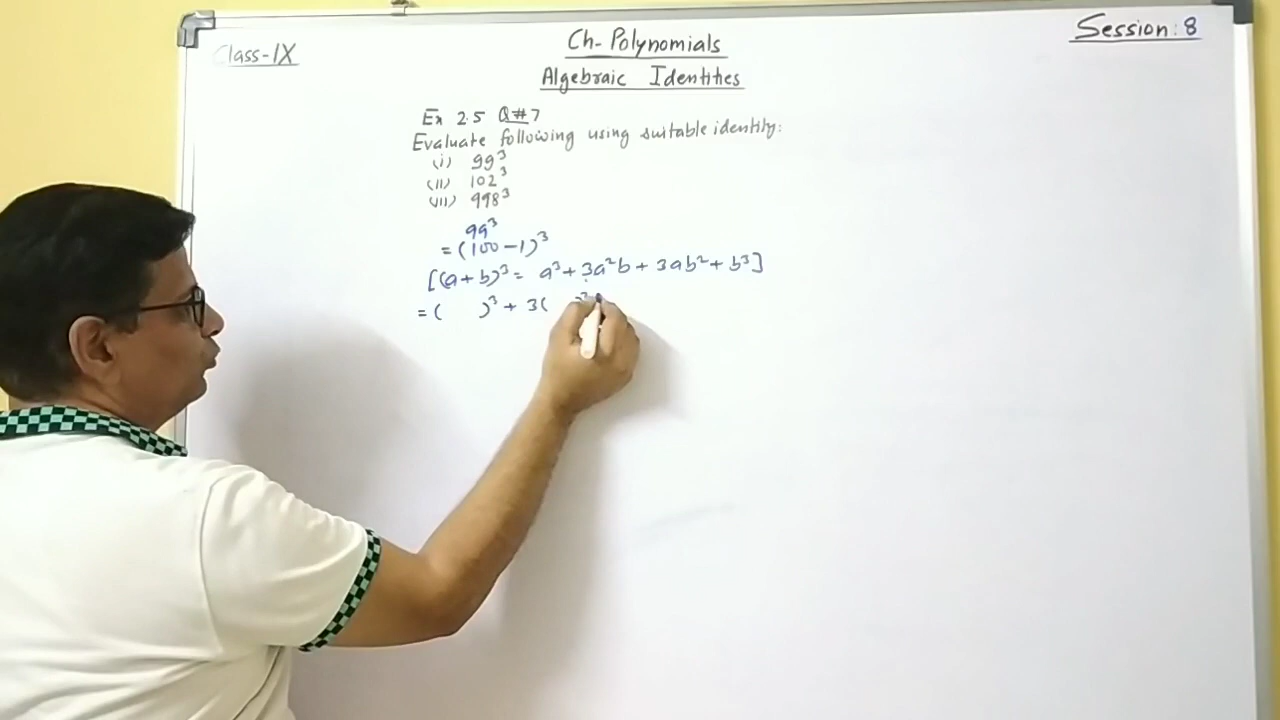 Class-IX
Ch- Polynomials
Session: 8
Algebraic Identities
Ex 2.5 Q#7
Evaluate following using suitable identity:
(i) 99³
(ii) 102³
(iii) 998³
99³
= (100 - 1)³
[(a + b)³ = a³ + 3a²b + 3ab² + b³]
= ( )³ + 3( )²